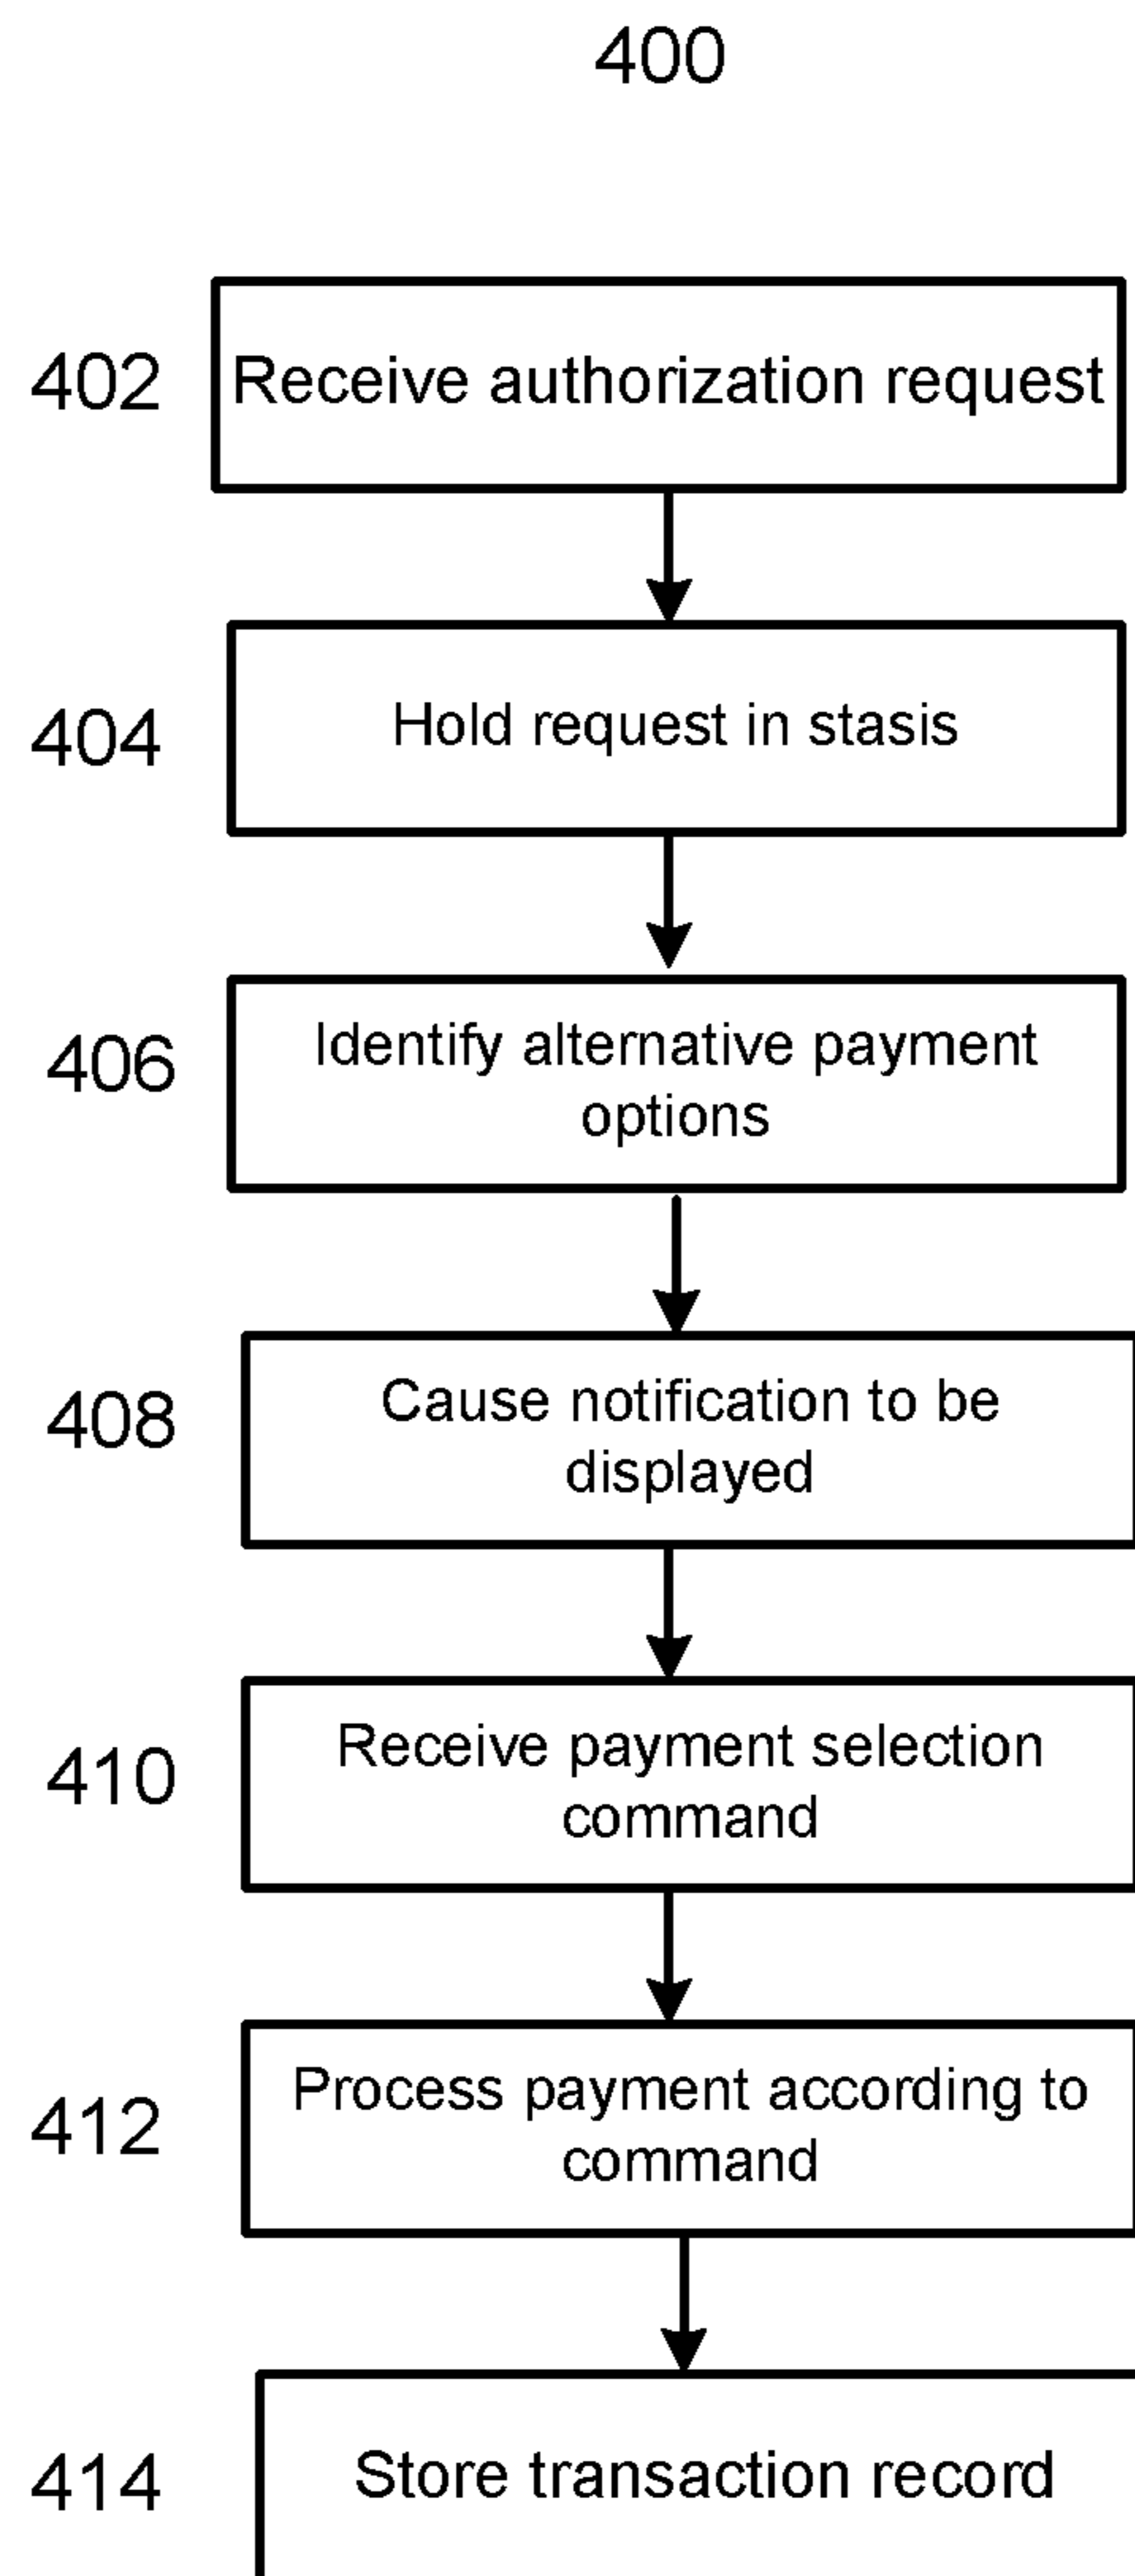 400
402
Receive authorization request
404
Hold request in stasis
406
Identify alternative payment
options
408
Cause notification to be
displayed
410
Receive payment selection
command
412
Process payment according to
command
414
Store transaction record